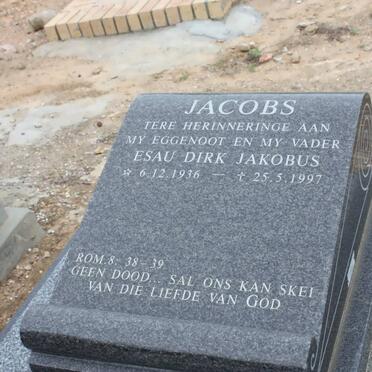 JACOBS
TERE HERINNERINGE AAN
MY EGGENOOT EN MY VADER
ESAU DIRK JAKOBUS
☆ 6.12.1936 — † 25.5.1997
ROM.8: 38-39
GEEN DOOD... SAL ONS KAN SKEI
VAN DIE LIEFDE VAN GOD